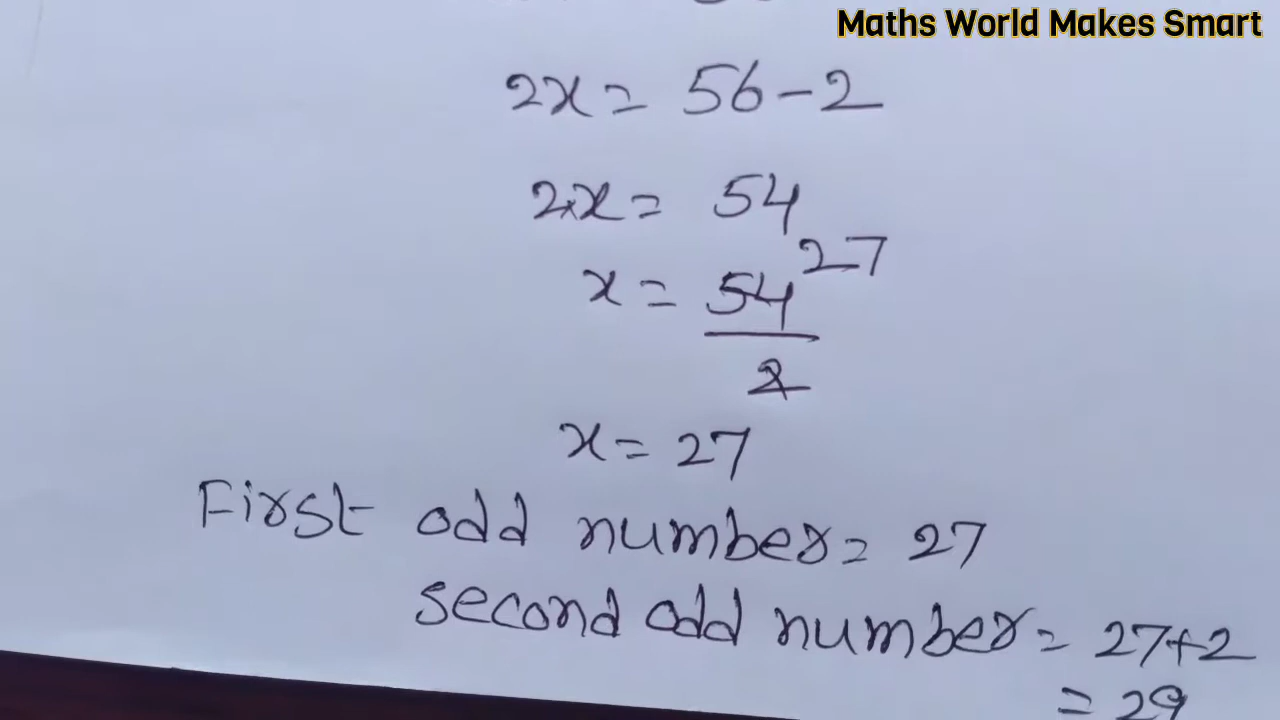 Maths World Makes Smart
2x = 56 - 2
2x = 54
27
x = 54
2
x = 27
First odd number = 27
second odd number = 27+2
= 29